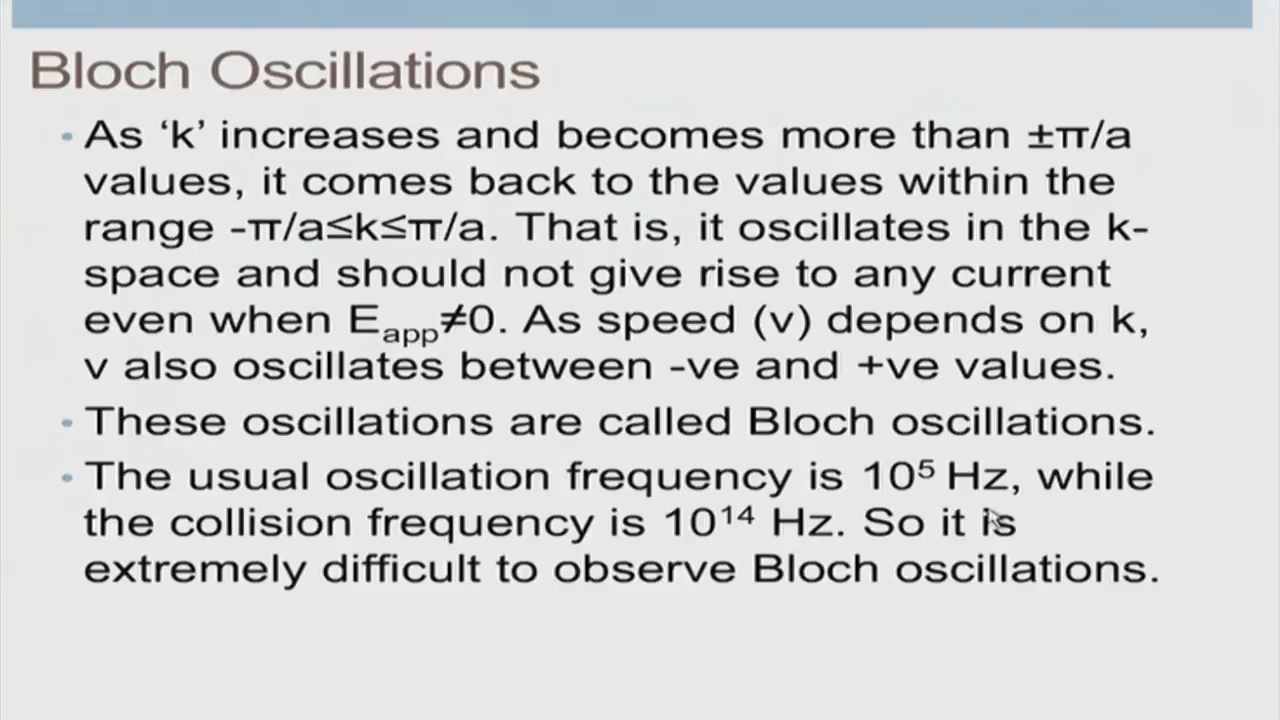 Bloch Oscillations
• As ‘k’ increases and becomes more than ±π/a
values, it comes back to the values within the
range -π/a≤k≤π/a. That is, it oscillates in the k-
space and should not give rise to any current
even when Eapp≠0. As speed (v) depends on k,
v also oscillates between -ve and +ve values.
• These oscillations are called Bloch oscillations.
• The usual oscillation frequency is 10⁵ Hz, while
the collision frequency is 10¹⁴ Hz. So it is
extremely difficult to observe Bloch oscillations.